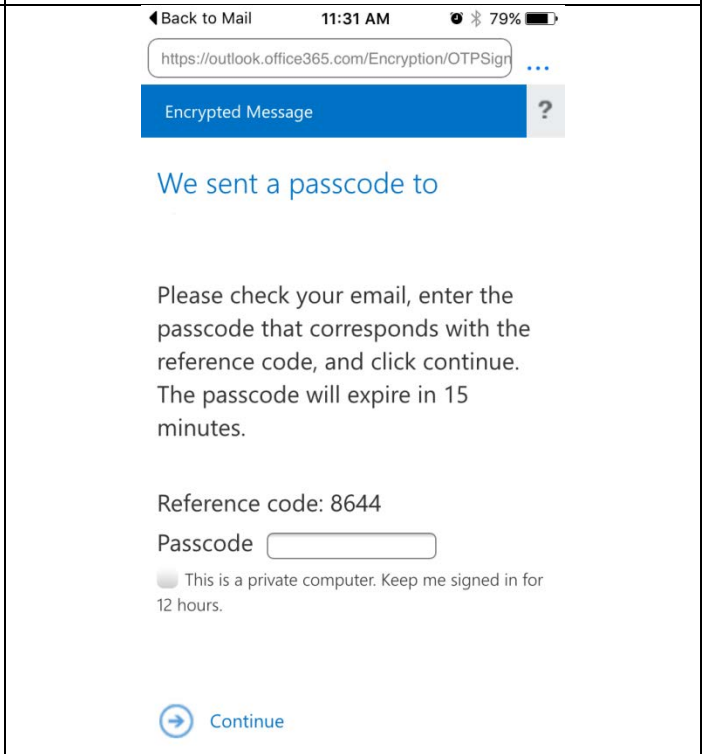 Back to Mail 11:31 AM 79%
https://outlook.office365.com/Encryption/OTPSign
...
Encrypted Message ?
We sent a passcode to
Please check your email, enter the
passcode that corresponds with the
reference code, and click continue.
The passcode will expire in 15
minutes.
Reference code: 8644
Passcode
This is a private computer. Keep me signed in for
12 hours.
Continue